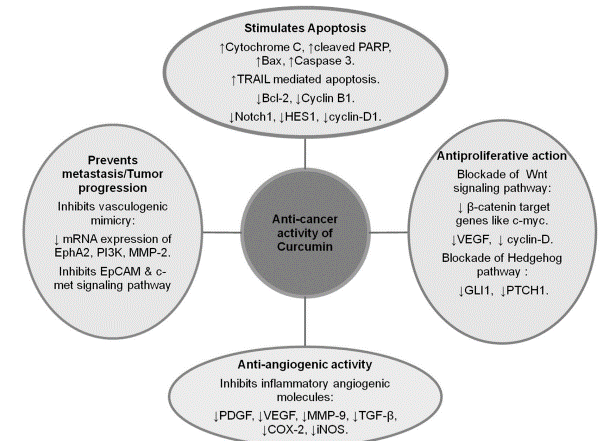 Stimulates Apoptosis
↑Cytochrome C, ↑cleaved PARP,
↑Bax, ↑Caspase 3.
↑TRAIL mediated apoptosis.
↓Bcl-2, ↓Cyclin B1.
↓Notch1, ↓HES1, ↓cyclin-D1.
Prevents
metastasis/Tumor
progression
Inhibits vasculogenic
mimicry:
↓ mRNA expression of
EphA2, PI3K, MMP-2.
Inhibits EpCAM & c-
met signaling pathway
Anti-cancer
activity of
Curcumin
Antiproliferative action
Blockade of Wnt
signaling pathway:
↓ β-catenin target
genes like c-myc.
↓VEGF, ↓ cyclin-D.
Blockade of Hedgehog
pathway :
↓GLI1, ↓PTCH1.
Anti-angiogenic activity
Inhibits inflammatory angiogenic
molecules:
↓PDGF, ↓VEGF, ↓MMP-9, ↓TGF-β,
↓COX-2, ↓iNOS.